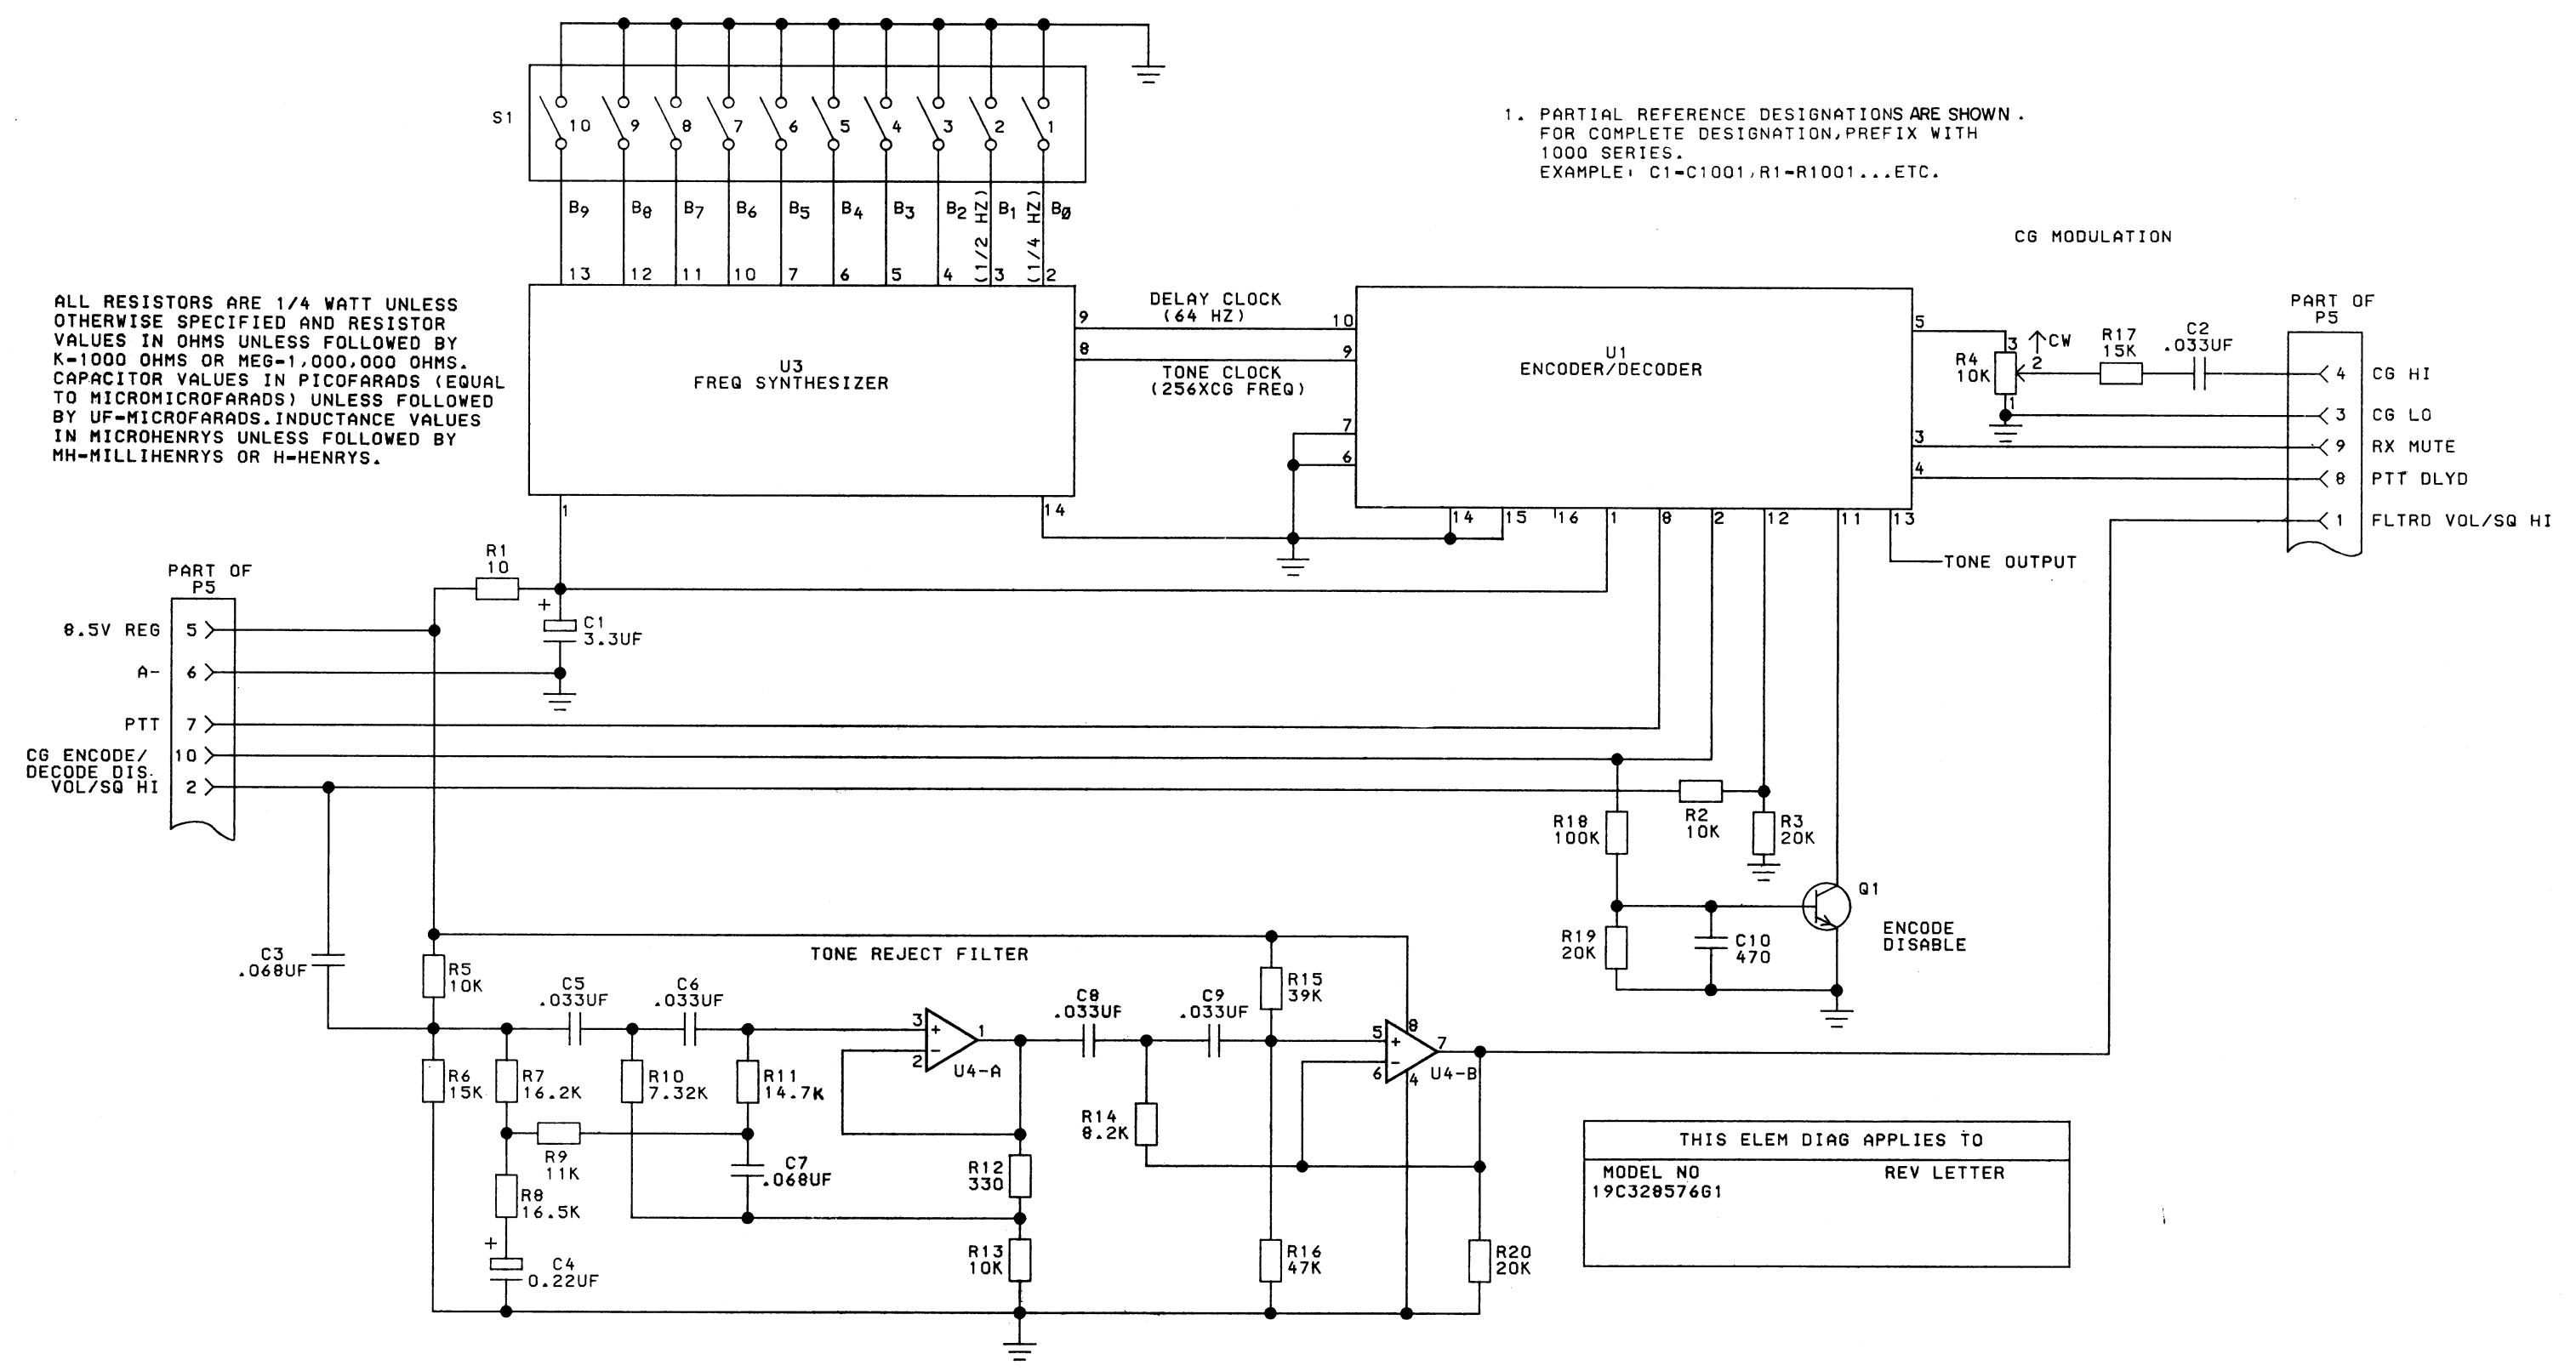 S1
10
9
8
7
6
5
4
3
2
1
B9
B8
B7
B6
B5
B4
B3
B2
(1/2 HZ)
B1
(1/4 HZ)
BØ
13
12
11
10
7
6
5
4
3
2
1. PARTIAL REFERENCE DESIGNATIONS ARE SHOWN.
FOR COMPLETE DESIGNATION, PREFIX WITH
1000 SERIES.
EXAMPLE: C1-C1001, R1-R1001...ETC.
CG MODULATION
ALL RESISTORS ARE 1/4 WATT UNLESS
OTHERWISE SPECIFIED AND RESISTOR
VALUES IN OHMS UNLESS FOLLOWED BY
K=1000 OHMS OR MEG=1,000,000 OHMS.
CAPACITOR VALUES IN PICOFARADS (EQUAL
TO MICROMICROFARADS) UNLESS FOLLOWED
BY UF=MICROFARADS. INDUCTANCE VALUES
IN MICROHENRYS UNLESS FOLLOWED BY
MH=MILLIHENRYS OR H=HENRYS.
U3
FREQ SYNTHESIZER
9
8
1
14
DELAY CLOCK
(64 HZ)
TONE CLOCK
(256XCG FREQ)
10
9
7
6
U1
ENCODER/DECODER
5
3
4
14
15
16
1
8
2
12
11
13
TONE OUTPUT
R4
10K
3
CW
2
1
R17
15K
C2
.033UF
PART OF
P5
4 CG HI
3 CG LO
9 RX MUTE
8 PTT DLYD
1 FLTRD VOL/SQ HI
PART OF
P5
8.5V REG 5
A- 6
PTT 7
CG ENCODE/
DECODE DIS. 10
VOL/SQ HI 2
R1
10
+
C1
3.3UF
R2
10K
R3
20K
R18
100K
R19
20K
C10
470
Q1
ENCODE
DISABLE
TONE REJECT FILTER
C3
.068UF
R5
10K
C5
.033UF
C6
.033UF
R6
15K
R7
16.2K
R10
7.32K
R11
14.7K
R9
11K
R8
16.5K
C7
.068UF
+
C4
0.22UF
3
+
2
-
1
U4-A
R12
330
R13
10K
C8
.033UF
C9
.033UF
R14
8.2K
R15
39K
R16
47K
5
+
6
-
8
7
4
U4-B
R20
20K
THIS ELEM DIAG APPLIES TO
MODEL NO REV LETTER
19C328576G1